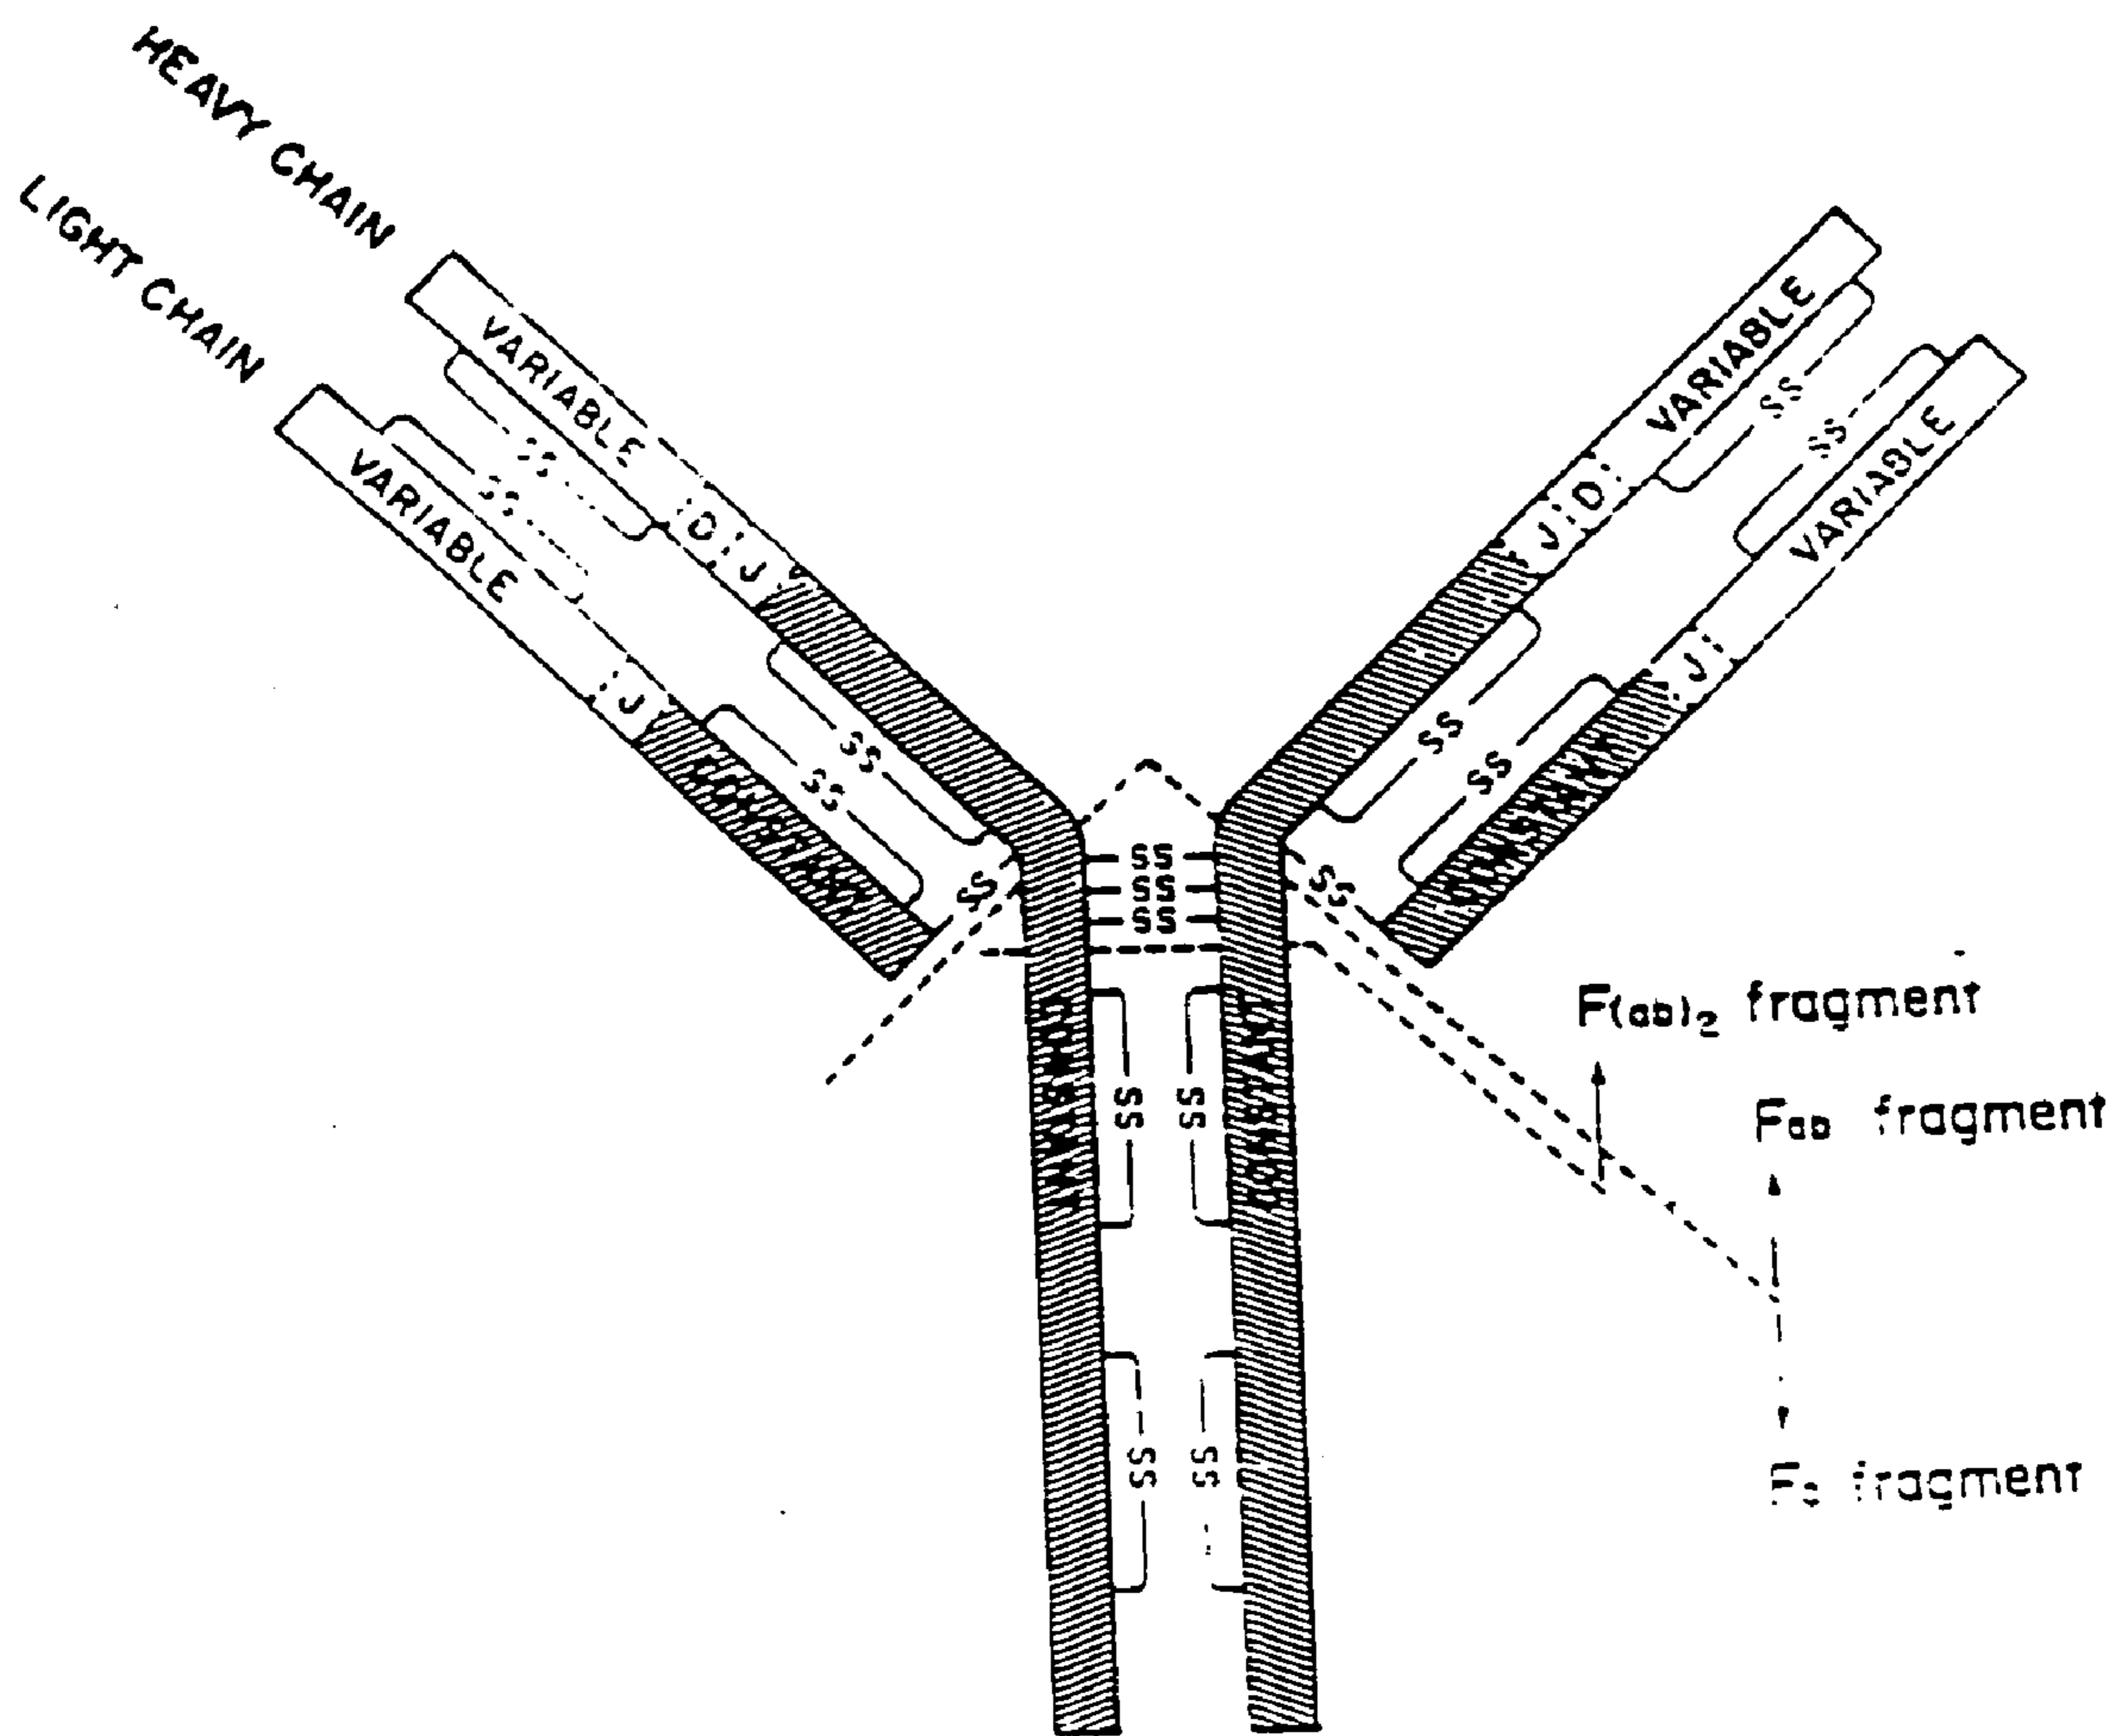 HEAVY CHAIN
LIGHT CHAIN
VARIABLE
SS
D J
VARIABLE
SS
J
SS
SS
SS
VARIABLE
SS
J D
VARIABLE
SS
J
SS
SS
SS
SS
SS
SS
CONSTANT
CONSTANT
CONSTANT
SS
SS
SS
SS
F(ab)2 fragment
Fab fragment
Fc fragment